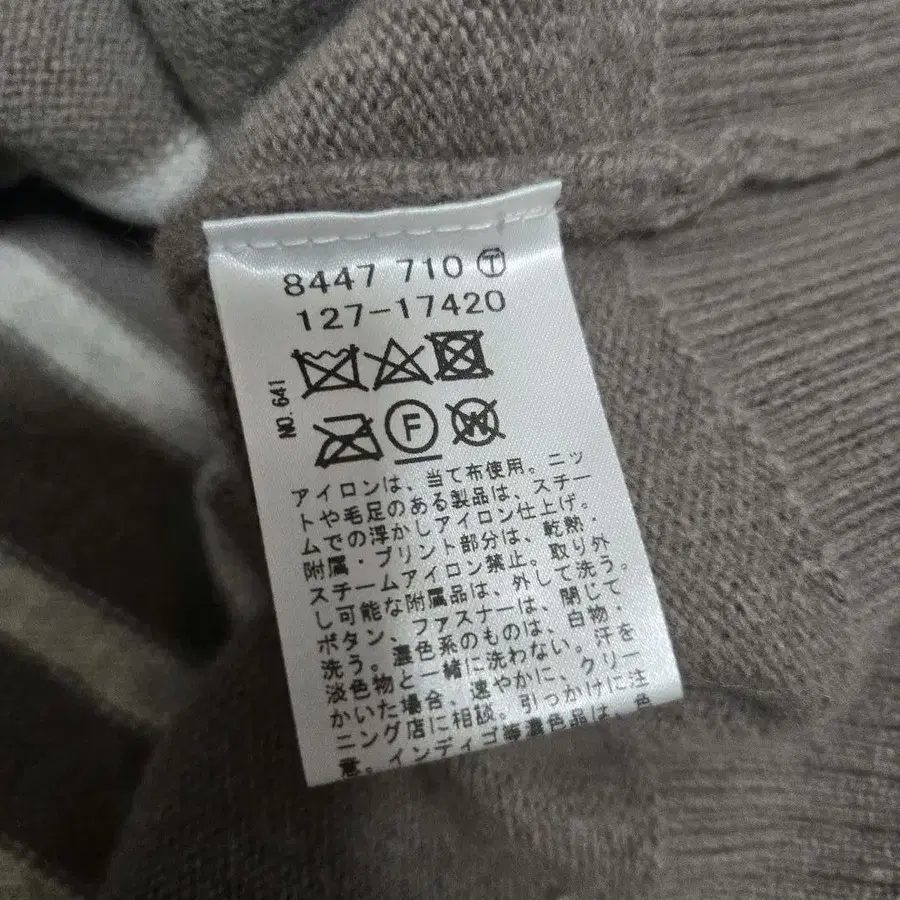 8447 710 Ⓣ
127-17420
NO. 641
F
W
アイロンは、当て布使用。ニッ
トや毛足のある製品は、スチー
ムでの浮かしアイロン仕上げ。
附属・プリント部分は、乾熱・
スチームアイロン禁止。取り外
し可能な附属品は、外して洗う。
ボタン、ファスナーは、閉じて
洗う。濃色系のものは、白物・
淡色物と一緒に洗わない。汗を
かいた場合、速やかに、クリー
ニング店に相談。引っかけに注
意。インディゴ等濃色品は、色